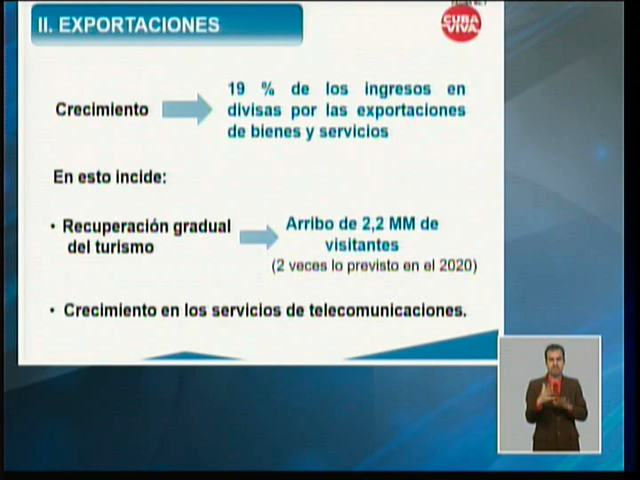 II. EXPORTACIONES
CUBA
VIVA
Crecimiento
19 % de los ingresos en
divisas por las exportaciones
de bienes y servicios
En esto incide:
• Recuperación gradual
del turismo
Arribo de 2,2 MM de
visitantes
(2 veces lo previsto en el 2020)
• Crecimiento en los servicios de telecomunicaciones.